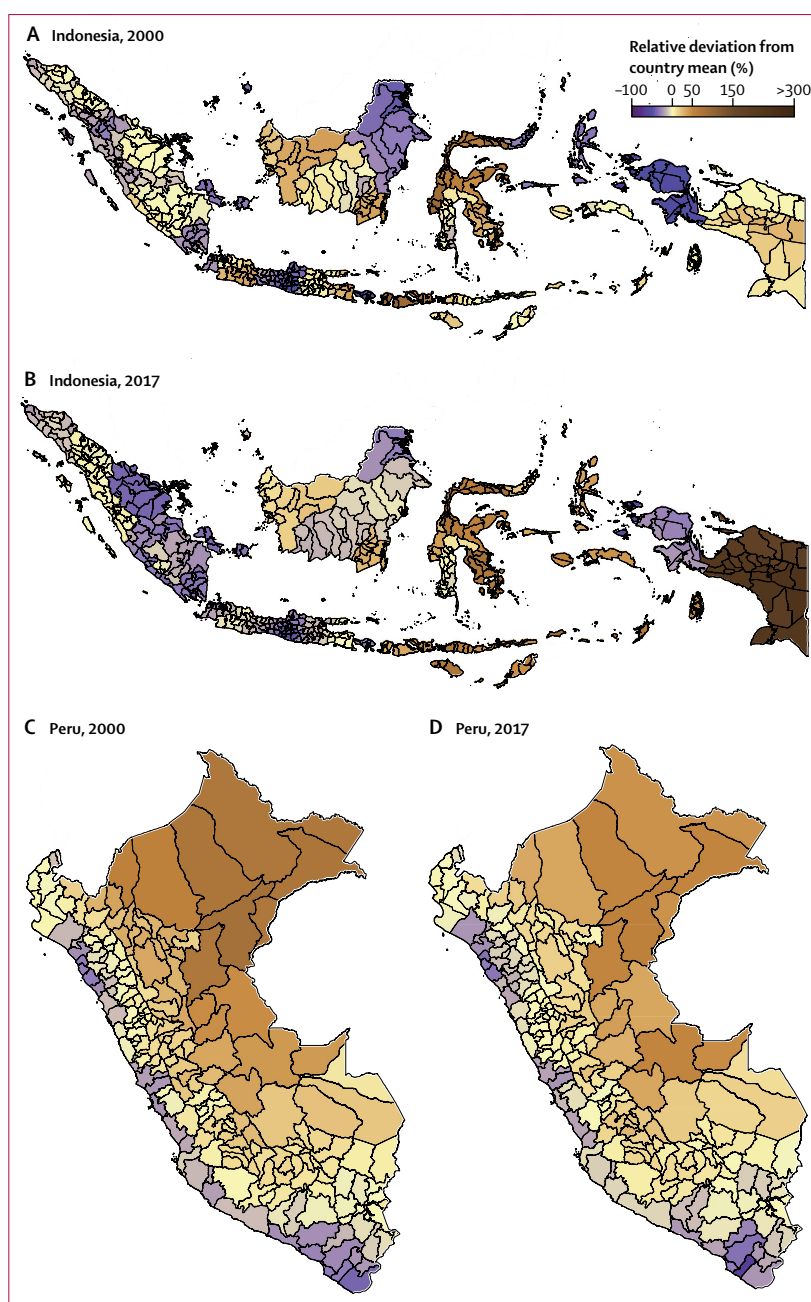 A Indonesia, 2000
Relative deviation from
country mean (%)
–100 0 50 150 >300
B Indonesia, 2017
C Peru, 2000
D Peru, 2017